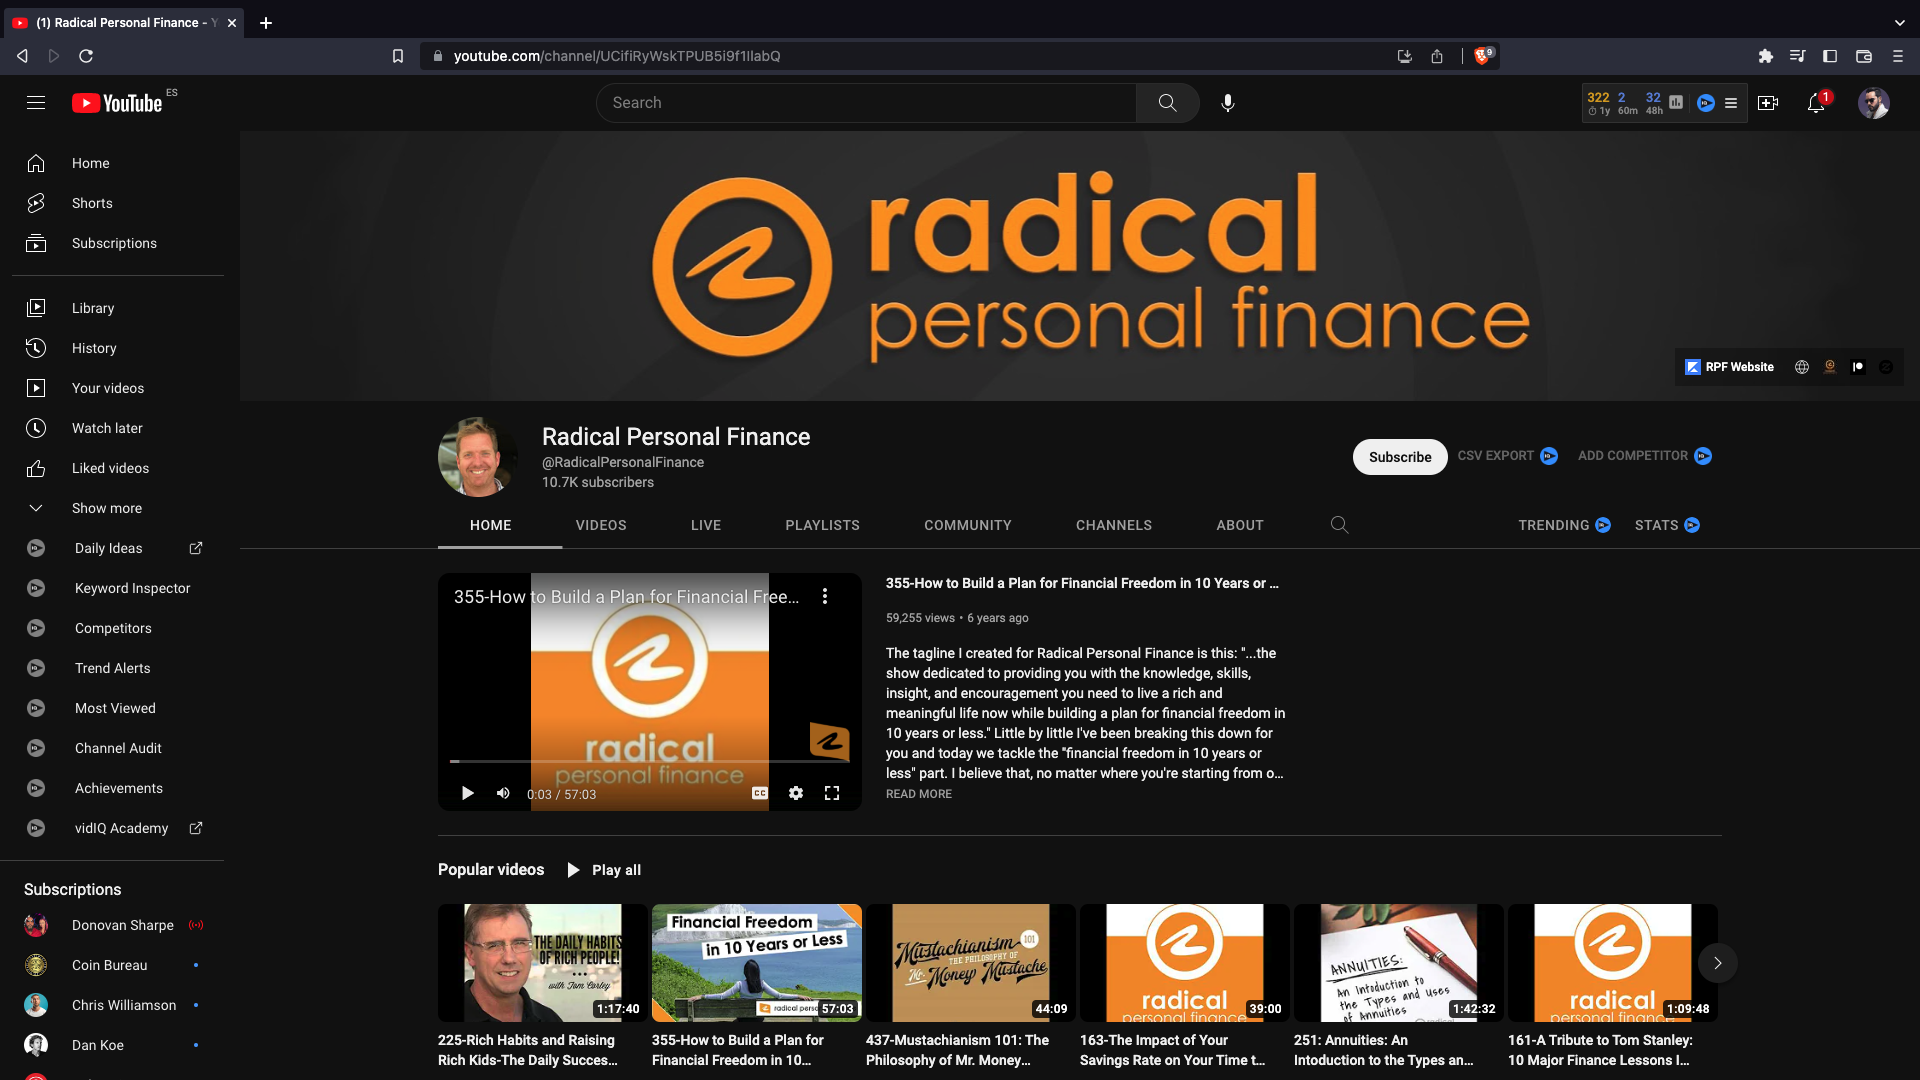 (1) Radical Personal Finance - Y
youtube.com/channel/UCifiRyWskTPUB5i9f1IlabQ
9
YouTube ES
Search
322 2 32
1y 60m 48h
1
Home
Shorts
Subscriptions
Library
History
Your videos
Watch later
Liked videos
Show more
Daily Ideas
Keyword Inspector
Competitors
Trend Alerts
Most Viewed
Channel Audit
Achievements
vidIQ Academy
Subscriptions
Donovan Sharpe
Coin Bureau
Chris Williamson
Dan Koe
radical
personal finance
RPF Website
Radical Personal Finance
@RadicalPersonalFinance
10.7K subscribers
Subscribe
CSV EXPORT
ADD COMPETITOR
HOME
VIDEOS
LIVE
PLAYLISTS
COMMUNITY
CHANNELS
ABOUT
TRENDING
STATS
355-How to Build a Plan for Financial Free...
radical
personal finance
0:03 / 57:03
CC
355-How to Build a Plan for Financial Freedom in 10 Years or ...
59,255 views • 6 years ago
The tagline I created for Radical Personal Finance is this: "...the
show dedicated to providing you with the knowledge, skills,
insight, and encouragement you need to live a rich and
meaningful life now while building a plan for financial freedom in
10 years or less." Little by little I've been breaking this down for
you and today we tackle the "financial freedom in 10 years or
less" part. I believe that, no matter where you're starting from o...
READ MORE
Popular videos
Play all
THE DAILY HABITS
OF RICH PEOPLE!
...
with Tom Corley
1:17:40
225-Rich Habits and Raising
Rich Kids-The Daily Succes...
Financial Freedom
in 10 Years or Less
radical perso
57:03
355-How to Build a Plan for
Financial Freedom in 10...
Mustachianism 101
THE PHILOSOPHY OF
Mr. Money Mustache
44:09
437-Mustachianism 101: The
Philosophy of Mr. Money...
radical
personal finance
39:00
163-The Impact of Your
Savings Rate on Your Time t...
ANNUITIES:
An Intoduction to
the Types and Uses
of Annuities
radical
1:42:32
251: Annuities: An
Intoduction to the Types an...
radical
personal finance
1:09:48
161-A Tribute to Tom Stanley:
10 Major Finance Lessons I...